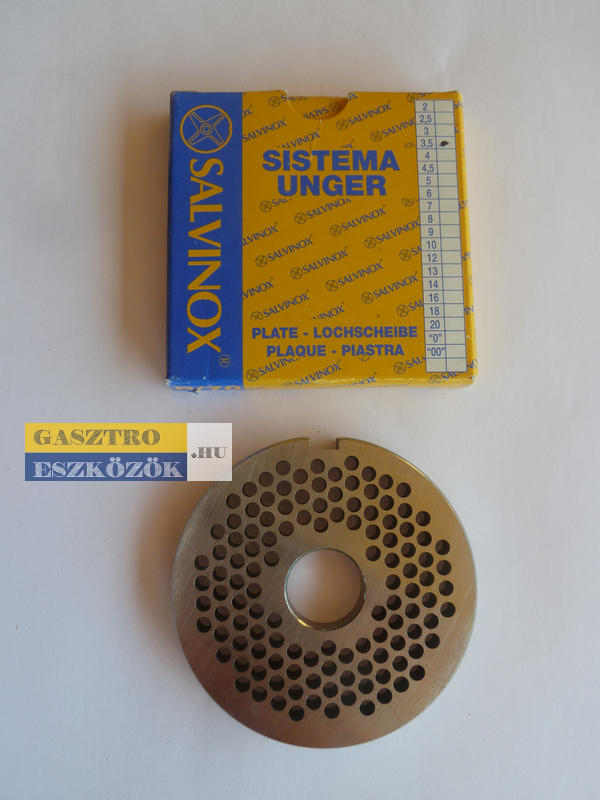 SALVINOX®
SISTEMA
UNGER
PLATE - LOCHSCHEIBE
PLAQUE - PIASTRA
2
2,5
3
3,5
4
4,5
5
6
7
8
9
10
12
13
14
16
18
20
"0"
"00"
GASZTRO
ESZKÖZÖK
.HU